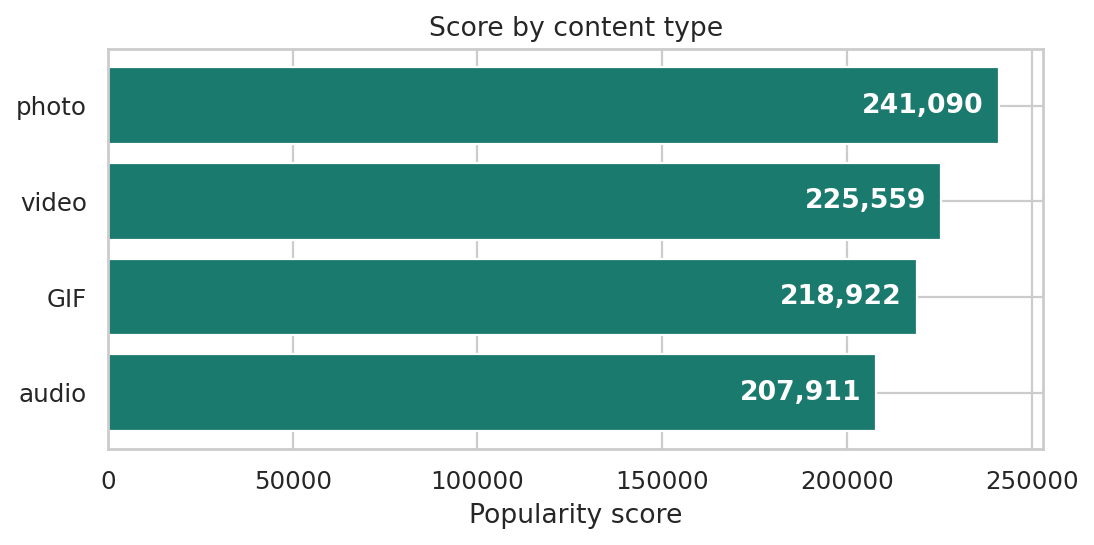 Score by content type
photo 241,090
video 225,559
GIF 218,922
audio 207,911
0 50000 100000 150000 200000 250000
Popularity score